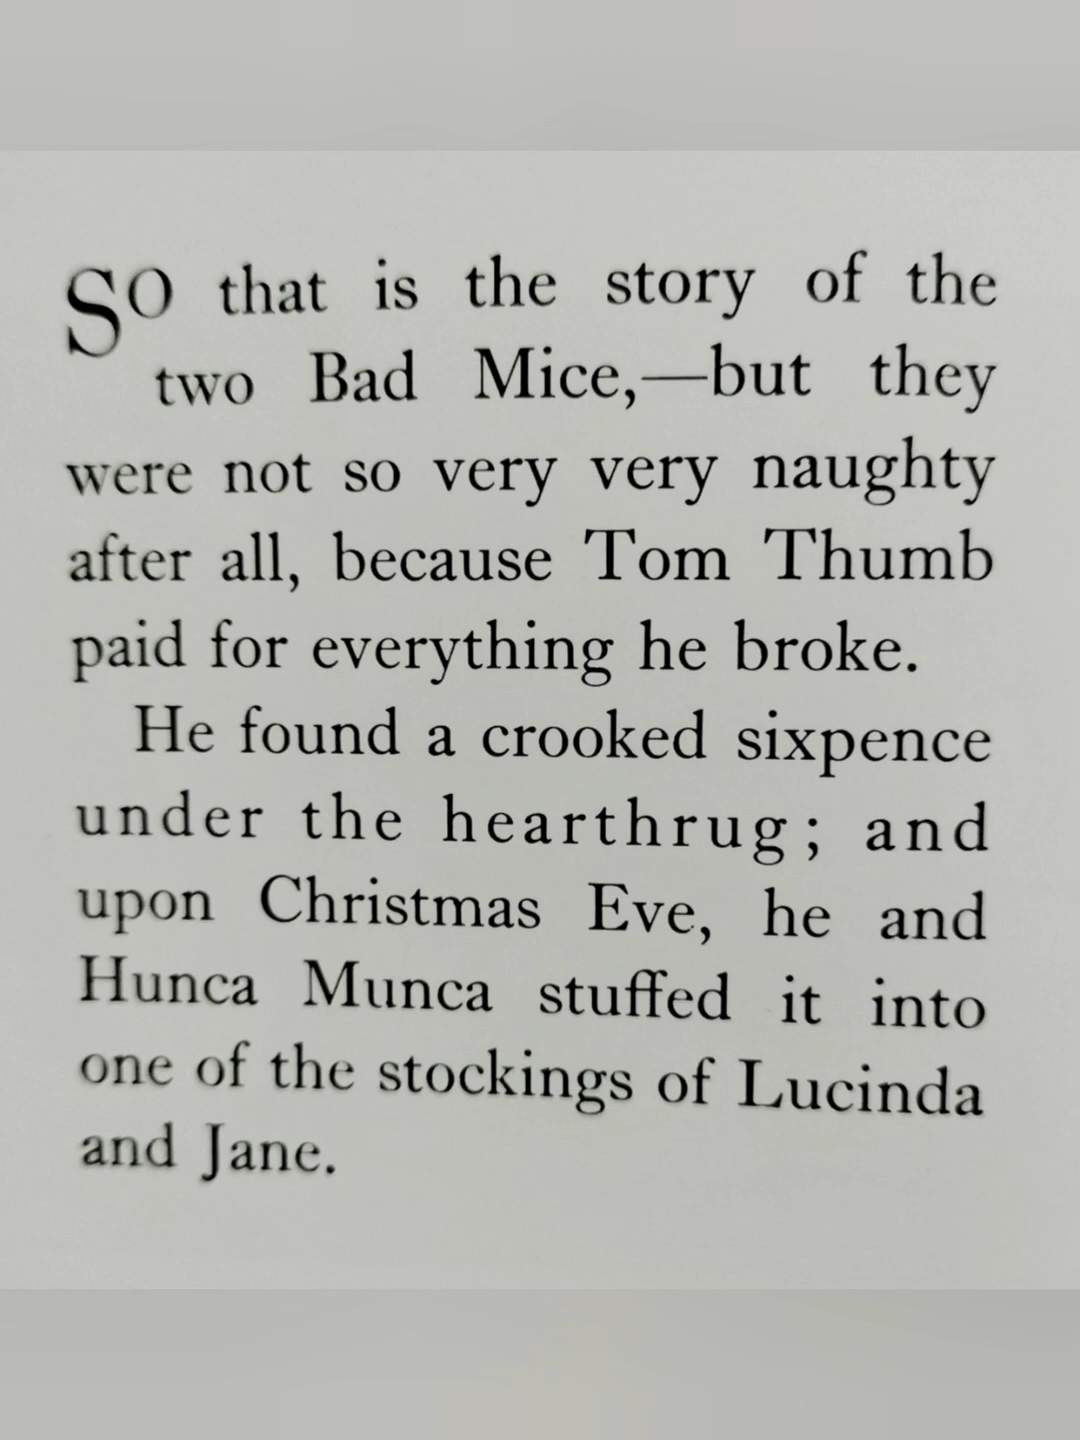 SO that is the story of the
two Bad Mice,—but they
were not so very very naughty
after all, because Tom Thumb
paid for everything he broke.
He found a crooked sixpence
under the hearthrug; and
upon Christmas Eve, he and
Hunca Munca stuffed it into
one of the stockings of Lucinda
and Jane.